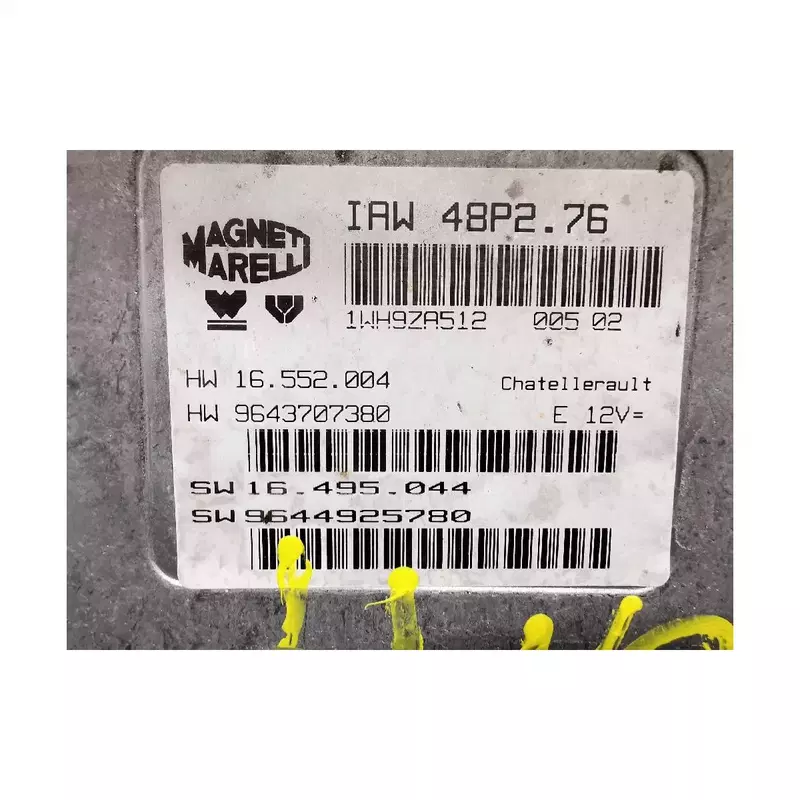 MAGNETI
MARELLI
IAW 48P2.76
1WH9ZA512 005 02
HW 16.552.004 Chatellerault
HW 9643707380 E 12V=
SW 16.495.044
SW 9644925780